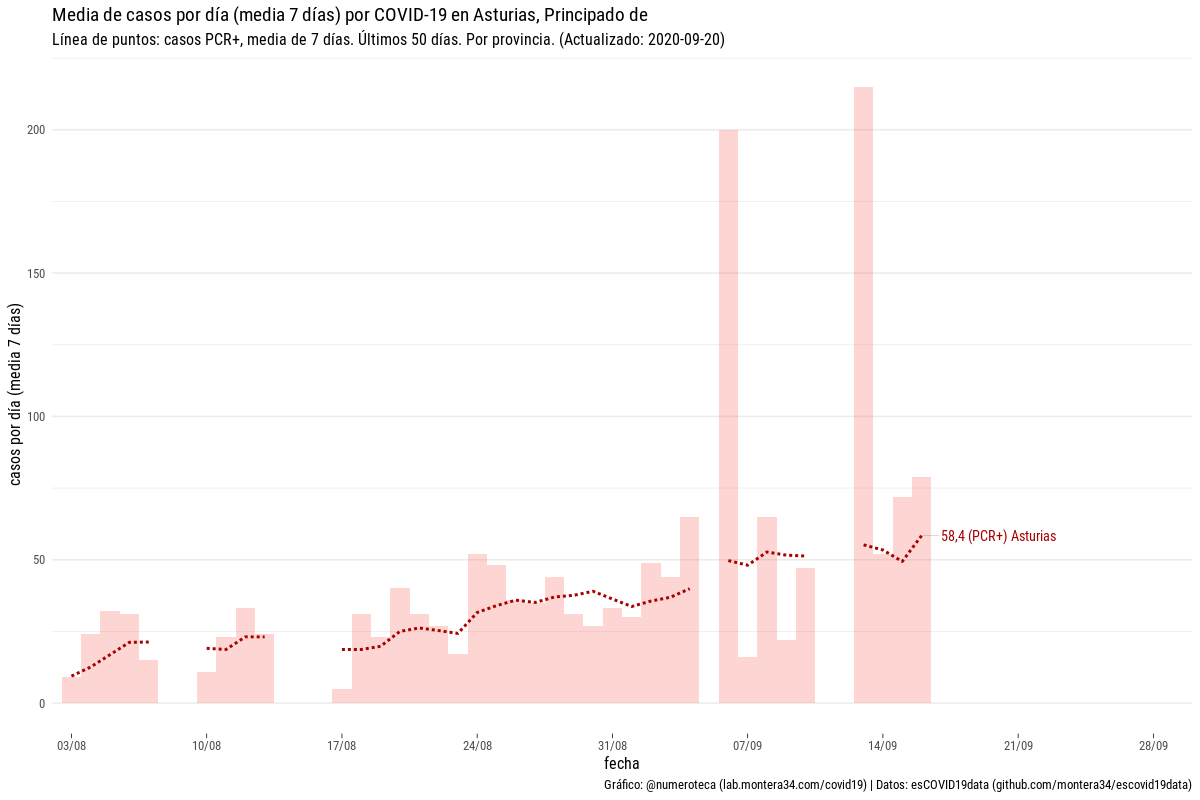 Media de casos por día (media 7 días) por COVID-19 en Asturias, Principado de
Línea de puntos: casos PCR+, media de 7 días. Últimos 50 días. Por provincia. (Actualizado: 2020-09-20)
casos por día (media 7 días)
200
150
100
50
0
58,4 (PCR+) Asturias
03/08 10/08 17/08 24/08 31/08 07/09 14/09 21/09 28/09
fecha
Gráfico: @numeroteca (lab.montera34.com/covid19) | Datos: esCOVID19data (github.com/montera34/escovid19data)